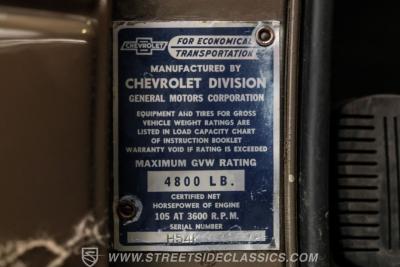 CHEVROLET
FOR ECONOMICAL
TRANSPORTATION
MANUFACTURED BY
CHEVROLET DIVISION
GENERAL MOTORS CORPORATION
EQUIPMENT AND TIRES FOR GROSS
VEHICLE WEIGHT RATINGS ARE
LISTED IN LOAD CAPACITY CHART
OF INSTRUCTION BOOKLET
WARRANTY VOID IF RATING IS EXCEEDED
MAXIMUM GVW RATING
4800 LB.
CERTIFIED NET
HORSEPOWER OF ENGINE
105 AT 3600 R.P.M.
SERIAL NUMBER
STREETSIDE CLASSICS
WWW.STREETSIDECLASSICS.COM